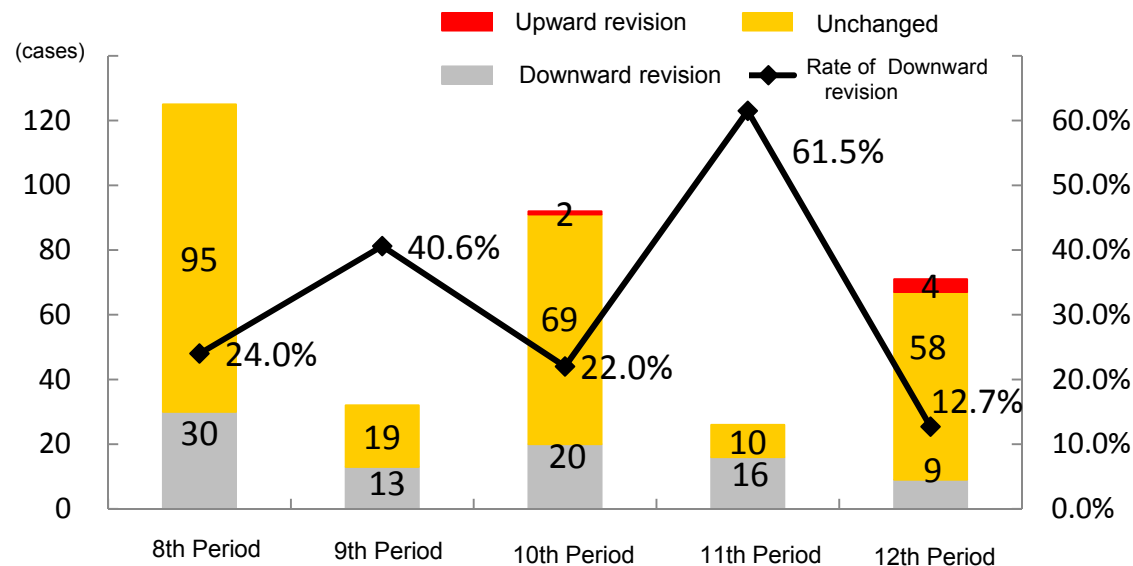 Upward revision
Unchanged
(cases)
Downward revision
Rate of Downward
revision
120
100
80
60
40
20
0
60.0%
50.0%
40.0%
30.0%
20.0%
10.0%
0.0%
95
30
24.0%
19
13
40.6%
2
69
20
22.0%
10
16
61.5%
4
58
9
12.7%
8th Period
9th Period
10th Period
11th Period
12th Period